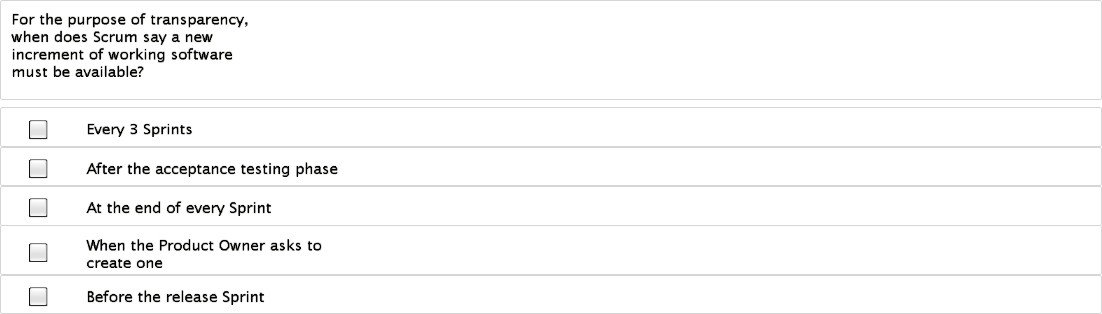 For the purpose of transparency,
when does Scrum say a new
increment of working software
must be available?
Every 3 Sprints
After the acceptance testing phase
At the end of every Sprint
When the Product Owner asks to
create one
Before the release Sprint